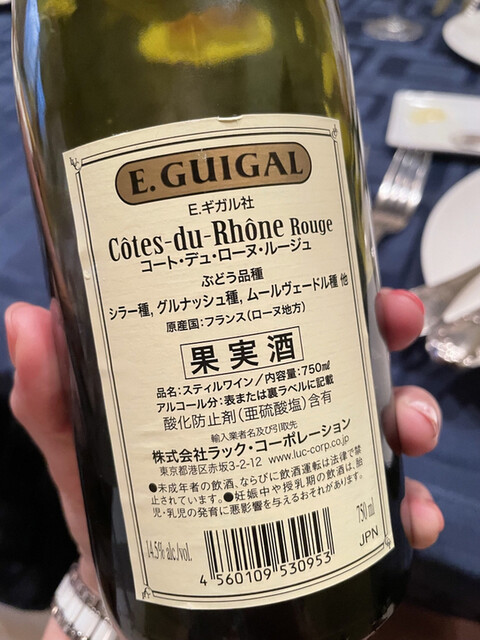 E. GUIGAL
E.ギガル社
Côtes-du-Rhône Rouge
コート・デュ・ローヌ・ルージュ
ぶどう品種
シラー種, グルナッシュ種, ムールヴェードル種 他
原産国:フランス(ローヌ地方)
果実酒
品名:スティルワイン/内容量:750ml
アルコール分:表または裏ラベルに記載
酸化防止剤(亜硫酸塩)含有
輸入業者名及び引取先
株式会社ラック・コーポレーション
東京都港区赤坂3-2-12 www.luc-corp.co.jp
●未成年者の飲酒、ならびに飲酒運転は法律で禁
止されています。●妊娠中や授乳期の飲酒は、胎
児・乳児の発育に悪影響を与えるおそれがあります。
14.5% alc./vol.
750 ml
4 560109 530953
JPN